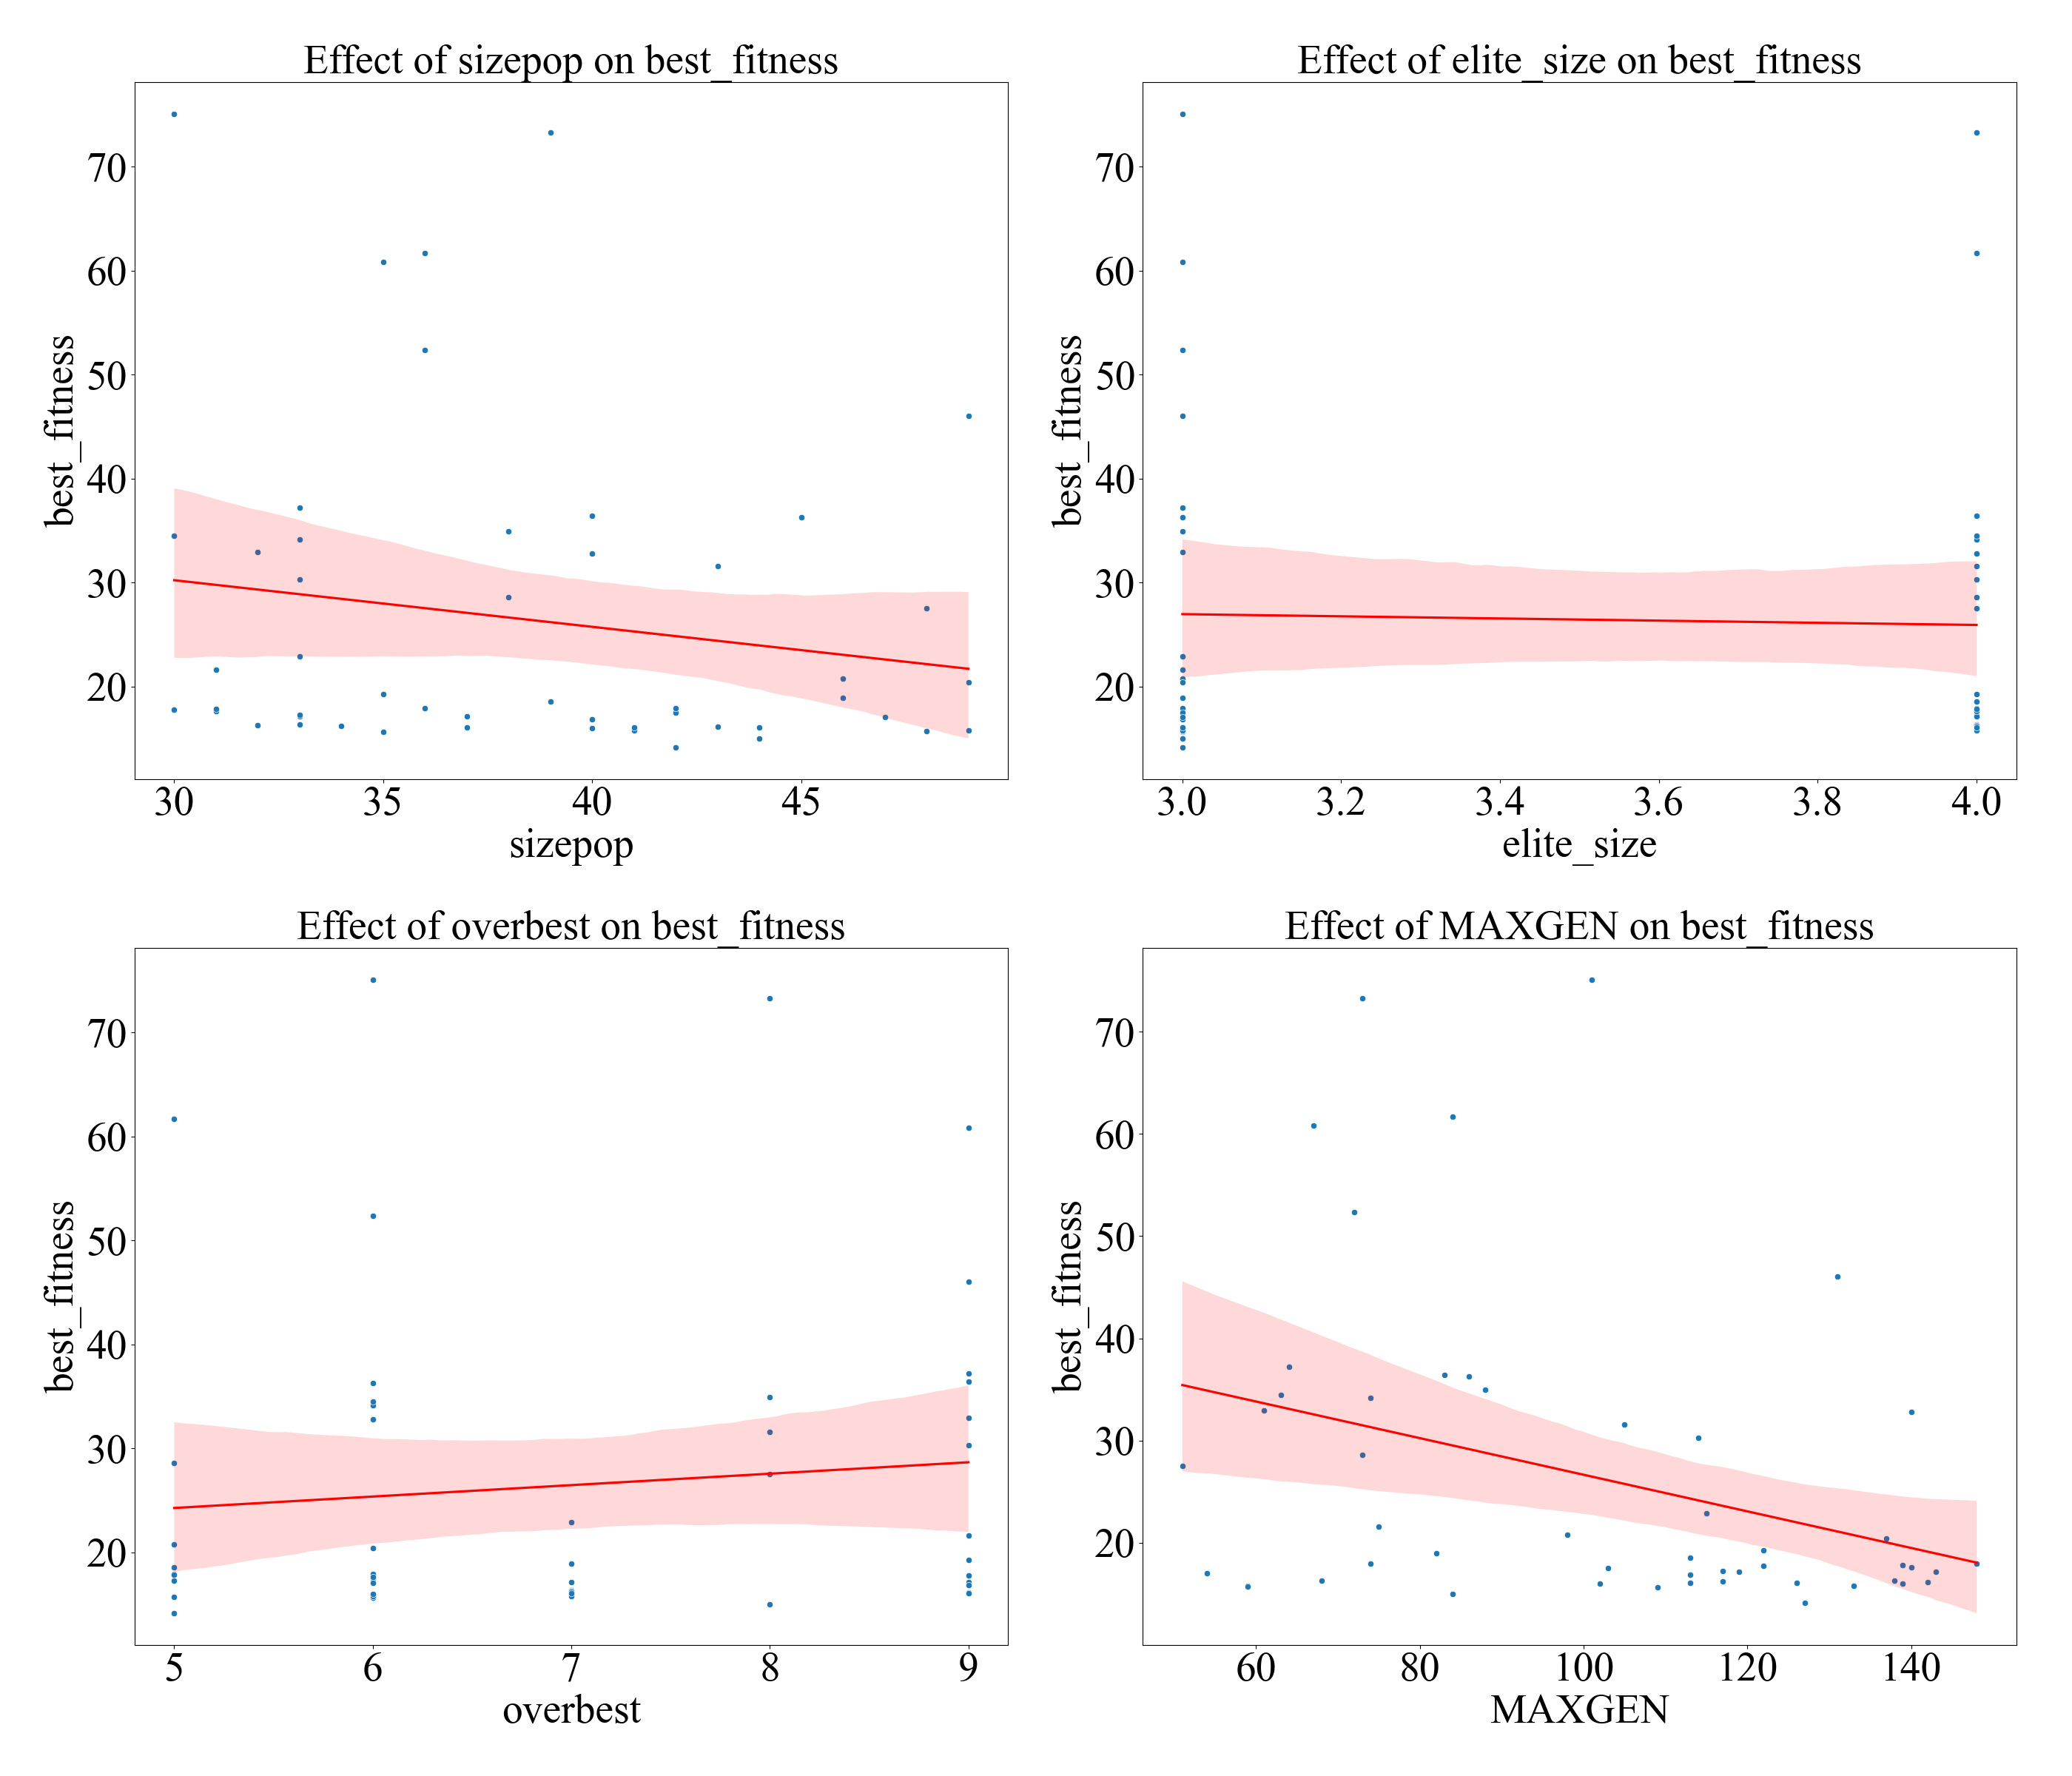 Effect of sizepop on best_fitness
best_fitness
70
60
50
40
30
20
30 35 40 45
sizepop
Effect of elite_size on best_fitness
best_fitness
70
60
50
40
30
20
3.0 3.2 3.4 3.6 3.8 4.0
elite_size
Effect of overbest on best_fitness
best_fitness
70
60
50
40
30
20
5 6 7 8 9
overbest
Effect of MAXGEN on best_fitness
best_fitness
70
60
50
40
30
20
60 80 100 120 140
MAXGEN